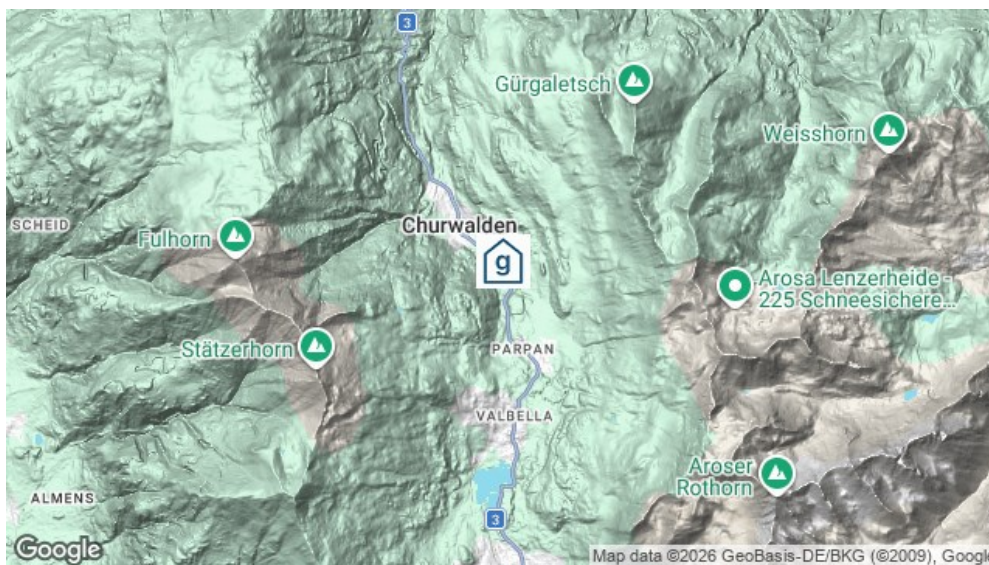 3
Gürgaletsch
Weisshorn
Churwalden
SCHEID
Fulhorn
g
Arosa Lenzerheide -
225 Schneesichere...
Stätzerhorn
PARPAN
VALBELLA
Aroser
Rothorn
ALMENS
3
Google
Map data ©2026 GeoBasis-DE/BKG (©2009), Google